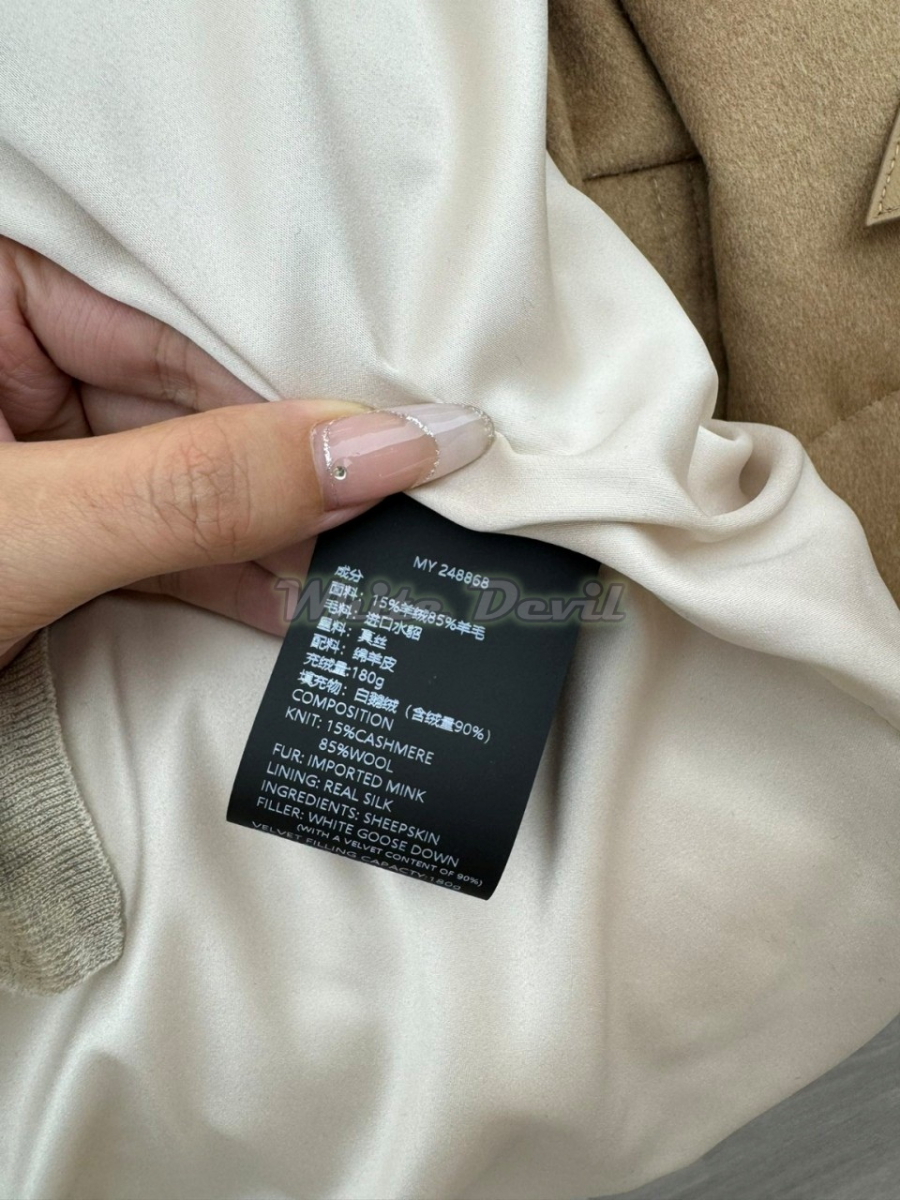 MY 248868
成分
面料：15%羊绒85%羊毛
毛料：进口水貂
里料：真丝
配料：绵羊皮
充绒量:180g
填充物：白鹅绒（含绒量90%）
COMPOSITION
KNIT: 15%CASHMERE
85%WOOL
FUR: IMPORTED MINK
LINING: REAL SILK
INGREDIENTS: SHEEPSKIN
FILLER: WHITE GOOSE DOWN
(WITH A VELVET CONTENT OF 90%)
VELVET FILLING CAPACTY:180g
White Devil